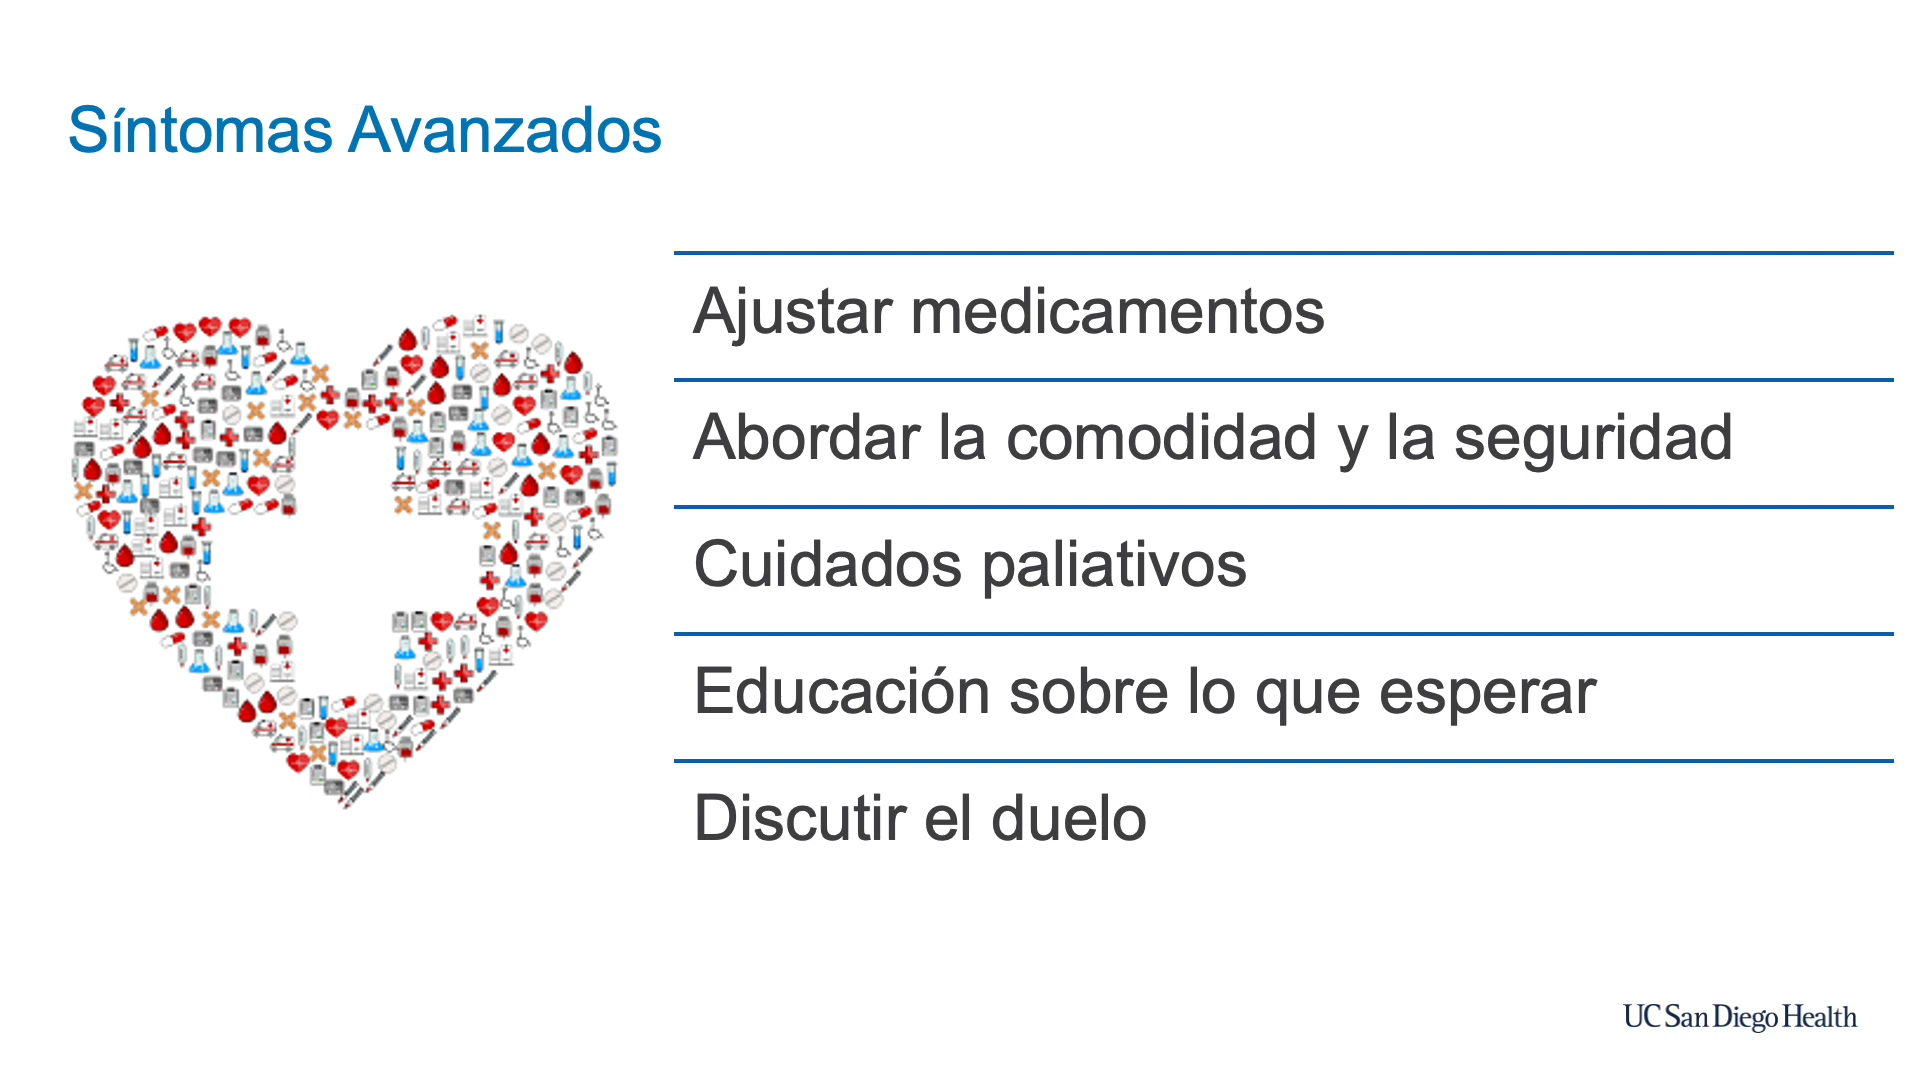 Síntomas Avanzados
Ajustar medicamentos
Abordar la comodidad y la seguridad
Cuidados paliativos
Educación sobre lo que esperar
Discutir el duelo
UC San Diego Health